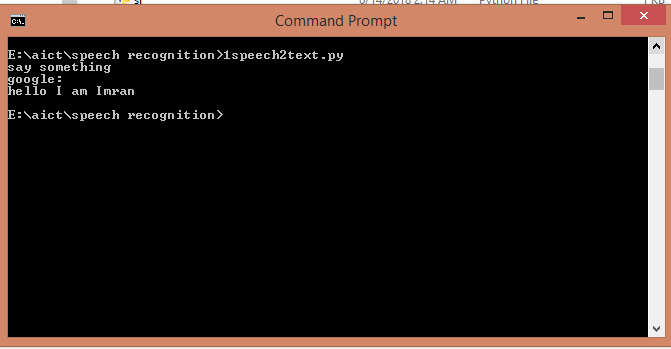 Command Prompt
E:\aict\speech recognition>1speech2text.py
say something
google:
hello I am Imran
E:\aict\speech recognition>